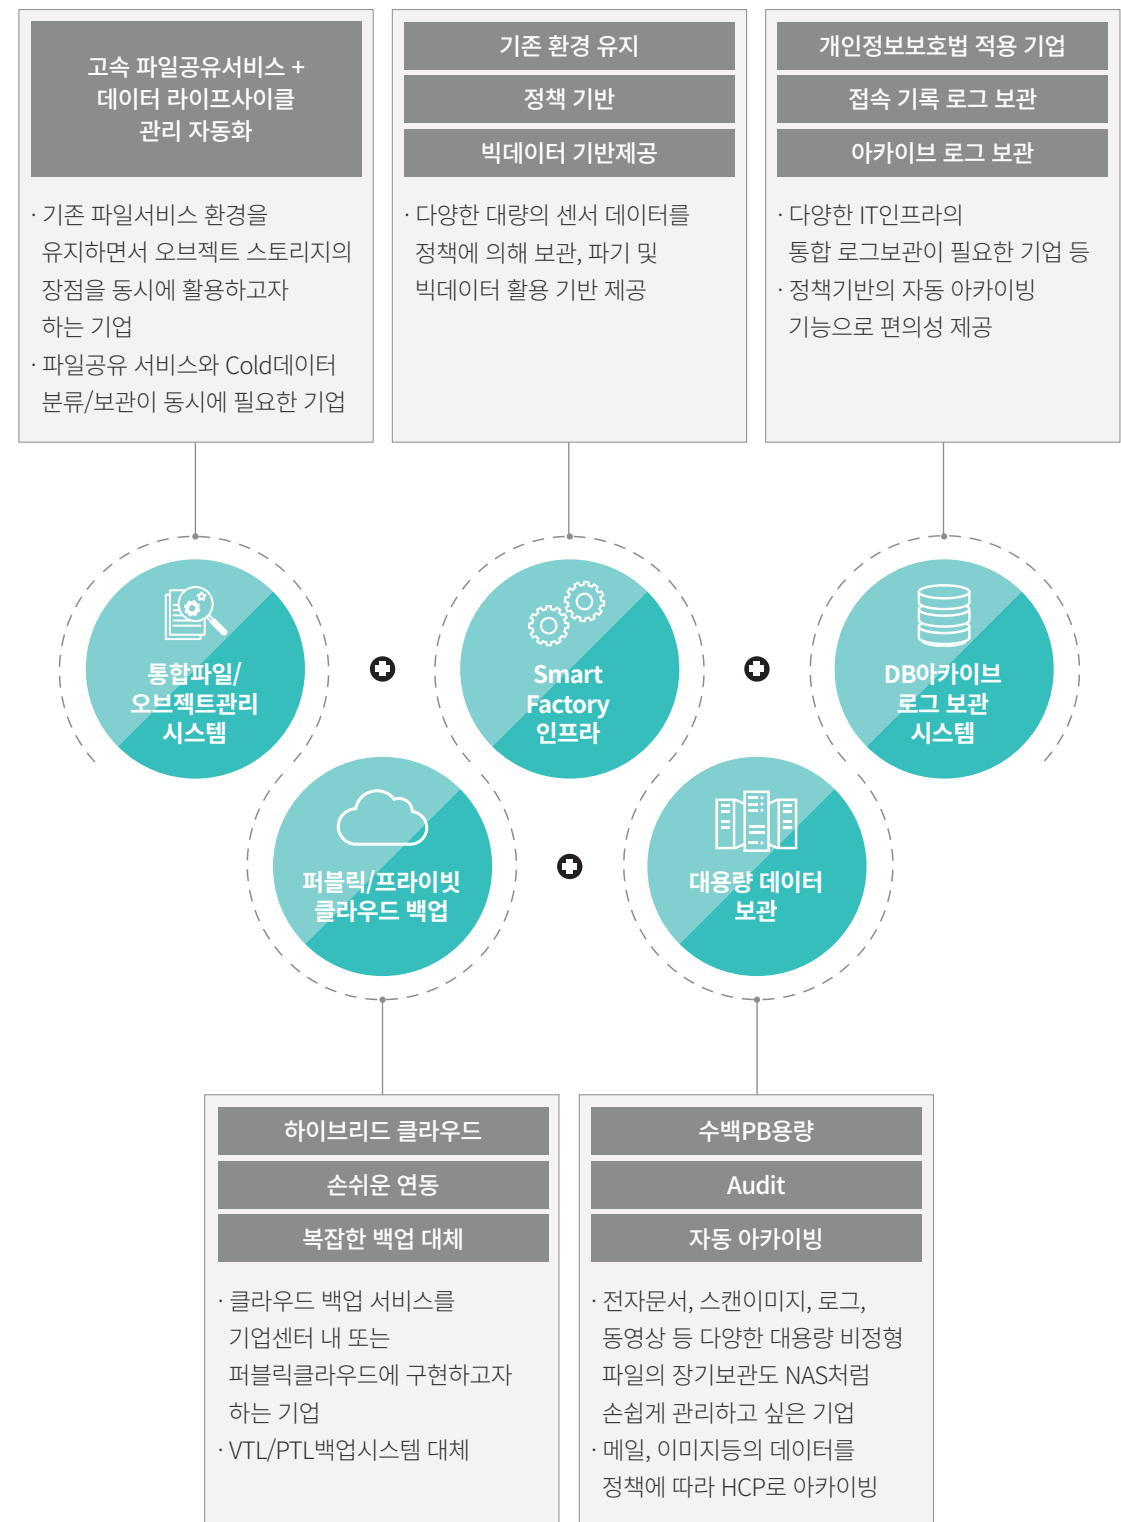 고속 파일공유서비스 +
데이터 라이프사이클
관리 자동화
· 기존 파일서비스 환경을
유지하면서 오브젝트 스토리지의
장점을 동시에 활용하고자
하는 기업
· 파일공유 서비스와 Cold데이터
분류/보관이 동시에 필요한 기업
기존 환경 유지
정책 기반
빅데이터 기반제공
· 다양한 대량의 센서 데이터를
정책에 의해 보관, 파기 및
빅데이터 활용 기반 제공
개인정보보호법 적용 기업
접속 기록 로그 보관
아카이브 로그 보관
· 다양한 IT인프라의
통합 로그보관이 필요한 기업 등
· 정책기반의 자동 아카이빙
기능으로 편의성 제공
통합파일/
오브젝트관리
시스템
Smart
Factory
인프라
DB아카이브
로그 보관
시스템
퍼블릭/프라이빗
클라우드 백업
대용량 데이터
보관
하이브리드 클라우드
손쉬운 연동
복잡한 백업 대체
· 클라우드 백업 서비스를
기업센터 내 또는
퍼블릭클라우드에 구현하고자
하는 기업
· VTL/PTL백업시스템 대체
수백PB용량
Audit
자동 아카이빙
· 전자문서, 스캔이미지, 로그,
동영상 등 다양한 대용량 비정형
파일의 장기보관도 NAS처럼
손쉽게 관리하고 싶은 기업
· 메일, 이미지등의 데이터를
정책에 따라 HCP로 아카이빙